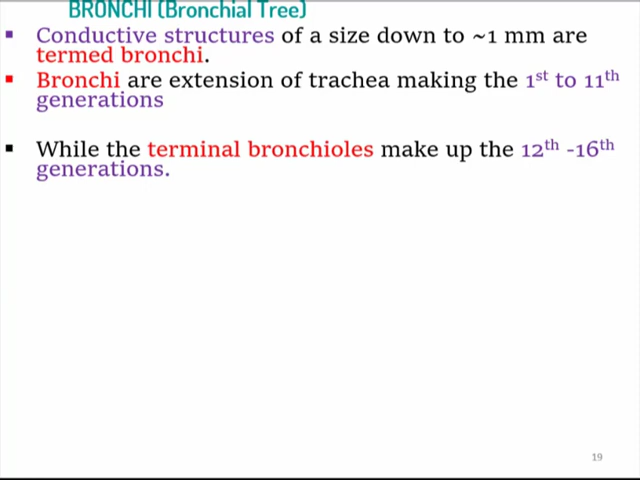 BRONCHI (Bronchial Tree)
▪ Conductive structures of a size down to ~1 mm are
termed bronchi.
▪ Bronchi are extension of trachea making the 1st to 11th
generations
▪ While the terminal bronchioles make up the 12th -16th
generations.
19